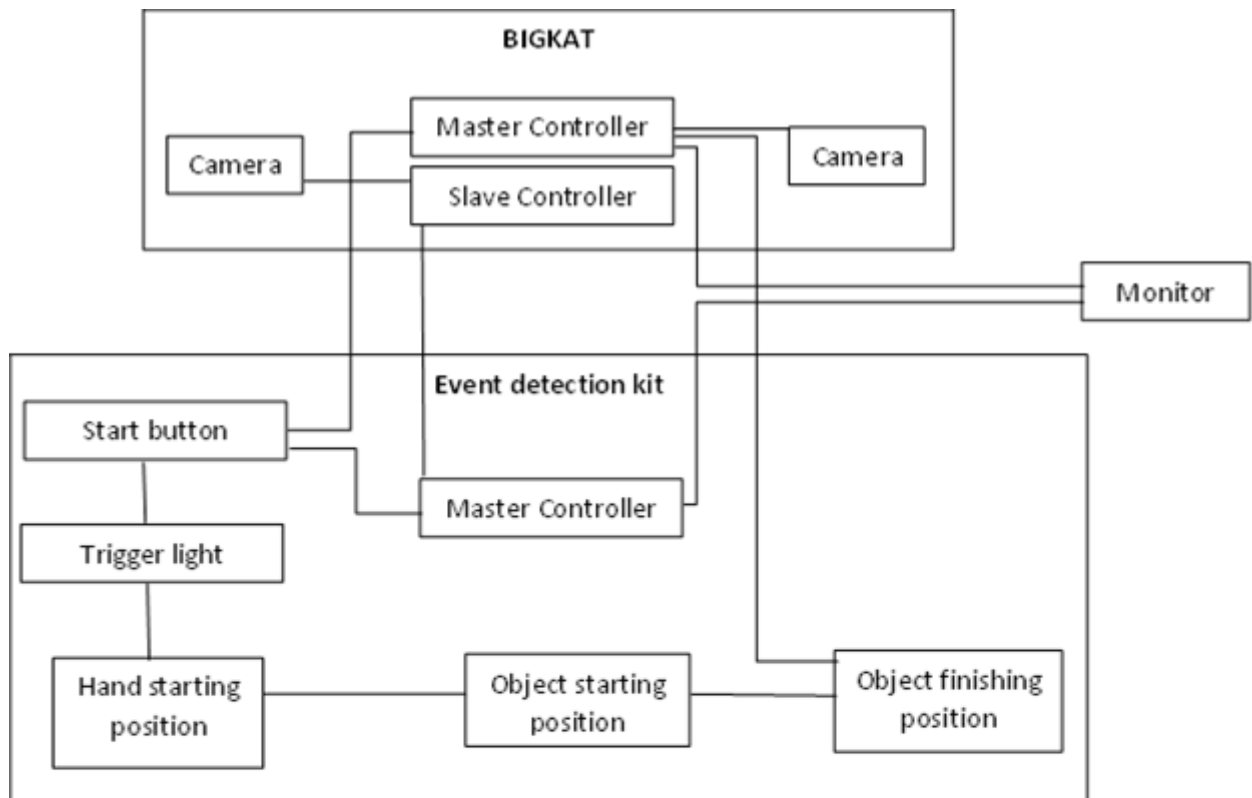 BIGKAT
Master Controller
Camera
Camera
Slave Controller
Monitor
Event detection kit
Start button
Master Controller
Trigger light
Hand starting
position
Object starting
position
Object finishing
position